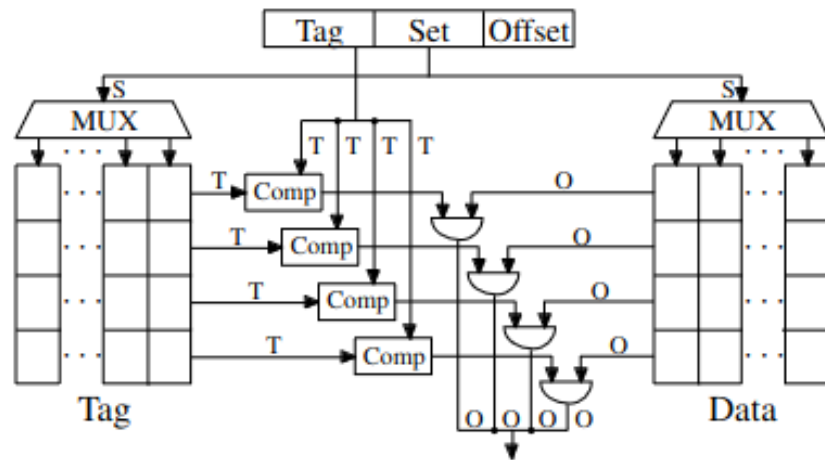 Tag Set Offset
S S
MUX MUX
. . . . . .
T T T T
T Comp O
. . . . . .
T Comp O
. . . . . .
T Comp O
. . . . . .
T Comp O
. . . . . .
Tag O O O O Data